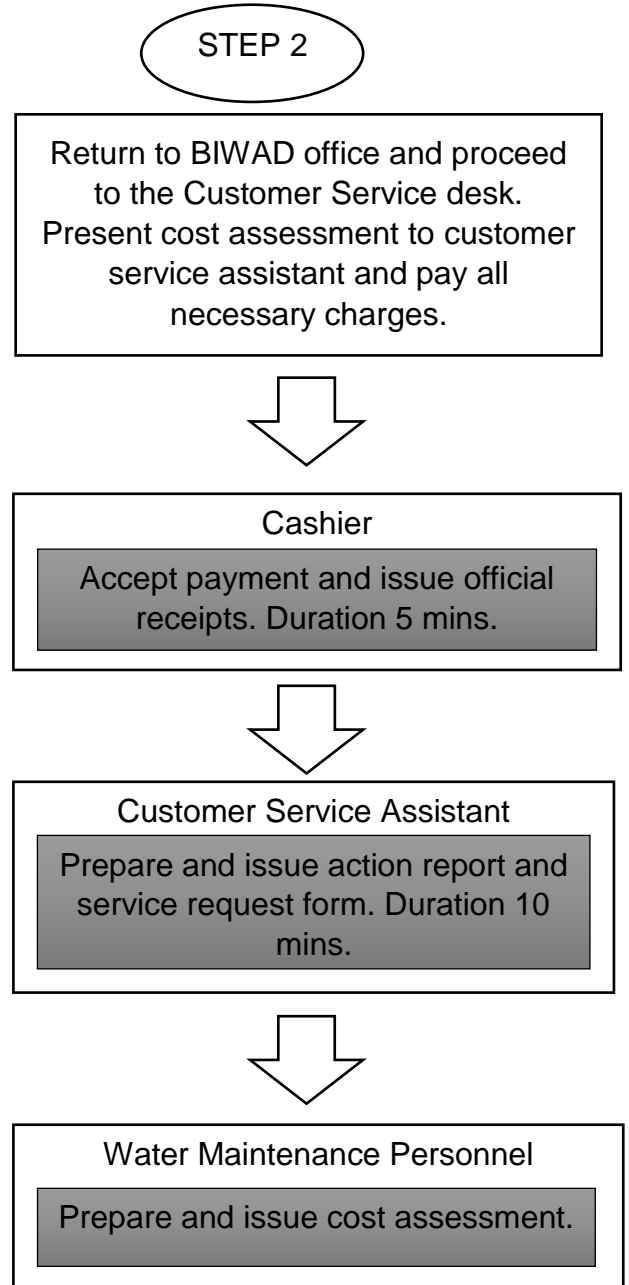 STEP 2
Return to BIWAD office and proceed
to the Customer Service desk.
Present cost assessment to customer
service assistant and pay all
necessary charges.
Cashier
Accept payment and issue official
receipts. Duration 5 mins.
Customer Service Assistant
Prepare and issue action report and
service request form. Duration 10
mins.
Water Maintenance Personnel
Prepare and issue cost assessment.